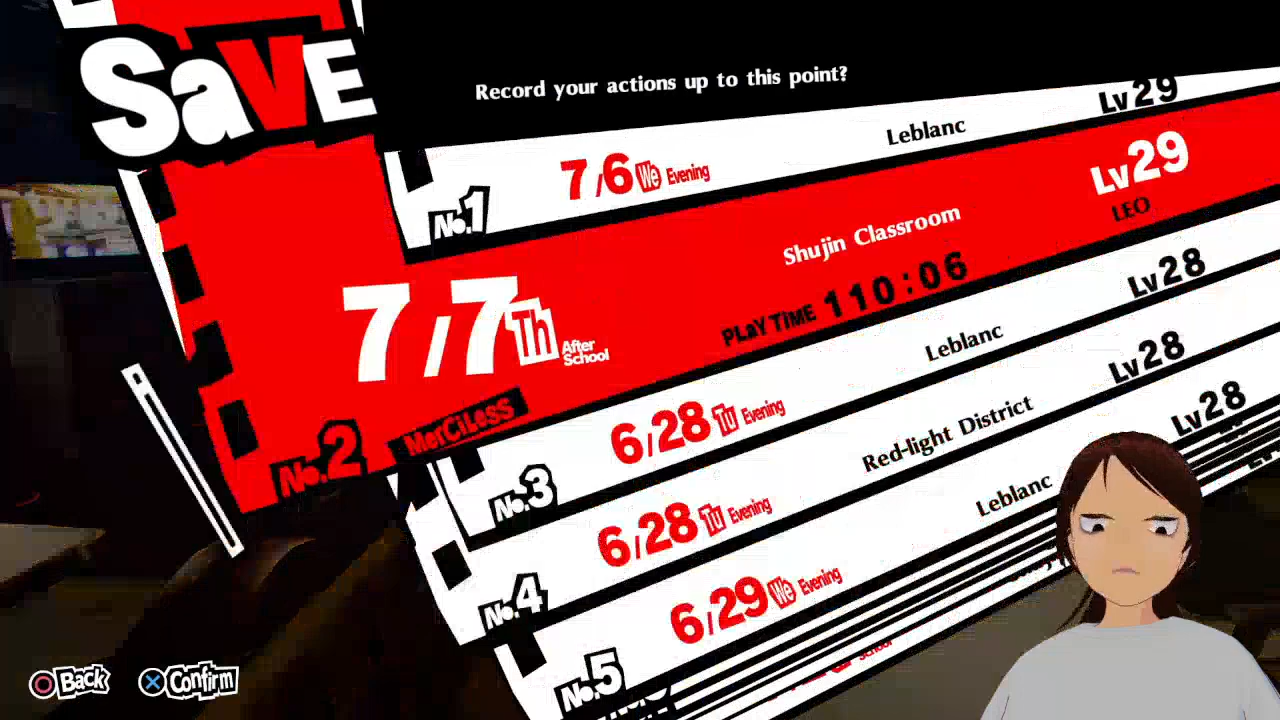 SaVE
Record your actions up to this point?
No.1 7/6 We Evening Leblanc Lv29
No.2 7/7 Th After School Shujin Classroom Lv29
MerCiLess PLaY TiME 110:06 LEO
No.3 6/28 Tu Evening Leblanc Lv28
No.4 6/28 Tu Evening Red-light District Lv28
No.5 6/29 We Evening Leblanc Lv28
Back Confirm